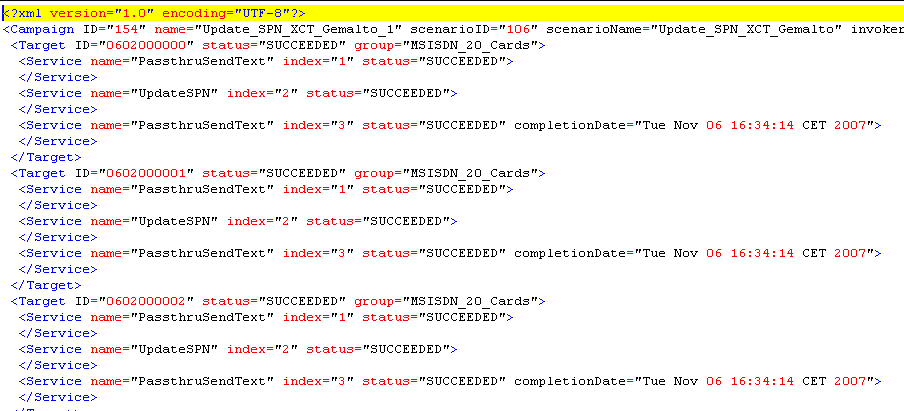 <?xml version="1.0" encoding="UTF-8"?>
<Campaign ID="154" name="Update_SPN_XCT_Gemalto_1" scenarioID="106" scenarioName="Update_SPN_XCT_Gemalto" invoker
<Target ID="0602000000" status="SUCCEEDED" group="MSISDN_20_Cards">
<Service name="PassthruSendText" index="1" status="SUCCEEDED">
</Service>
<Service name="UpdateSPN" index="2" status="SUCCEEDED">
</Service>
<Service name="PassthruSendText" index="3" status="SUCCEEDED" completionDate="Tue Nov 06 16:34:14 CET 2007">
</Service>
</Target>
<Target ID="0602000001" status="SUCCEEDED" group="MSISDN_20_Cards">
<Service name="PassthruSendText" index="1" status="SUCCEEDED">
</Service>
<Service name="UpdateSPN" index="2" status="SUCCEEDED">
</Service>
<Service name="PassthruSendText" index="3" status="SUCCEEDED" completionDate="Tue Nov 06 16:34:14 CET 2007">
</Service>
</Target>
<Target ID="0602000002" status="SUCCEEDED" group="MSISDN_20_Cards">
<Service name="PassthruSendText" index="1" status="SUCCEEDED">
</Service>
<Service name="UpdateSPN" index="2" status="SUCCEEDED">
</Service>
<Service name="PassthruSendText" index="3" status="SUCCEEDED" completionDate="Tue Nov 06 16:34:14 CET 2007">
</Service>
</Target>